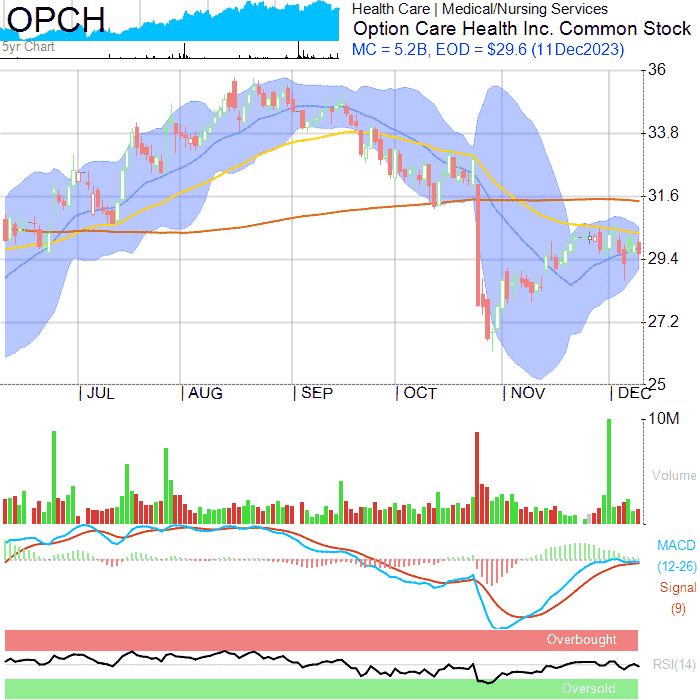 OPCH
5yr Chart
Health Care | Medical/Nursing Services
Option Care Health Inc. Common Stock
MC = 5.2B, EOD = $29.6 (11Dec2023)
36
33.8
31.6
29.4
27.2
25
| JUL
| AUG
| SEP
| OCT
| NOV
| DEC
10M
Volume
MACD
(12-26)
Signal
(9)
Overbought
RSI(14)
Oversold